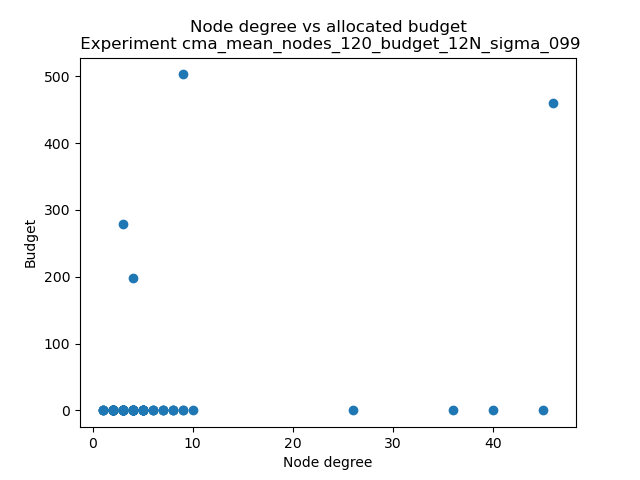 Node degree vs allocated budget
Experiment cma_mean_nodes_120_budget_12N_sigma_099
500
400
300
200
100
0
Budget
0
10
20
30
40
Node degree